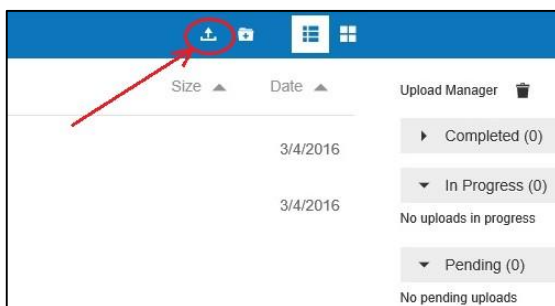 Size Date
3/4/2016
3/4/2016
Upload Manager
Completed (0)
In Progress (0)
No uploads in progress
Pending (0)
No pending uploads